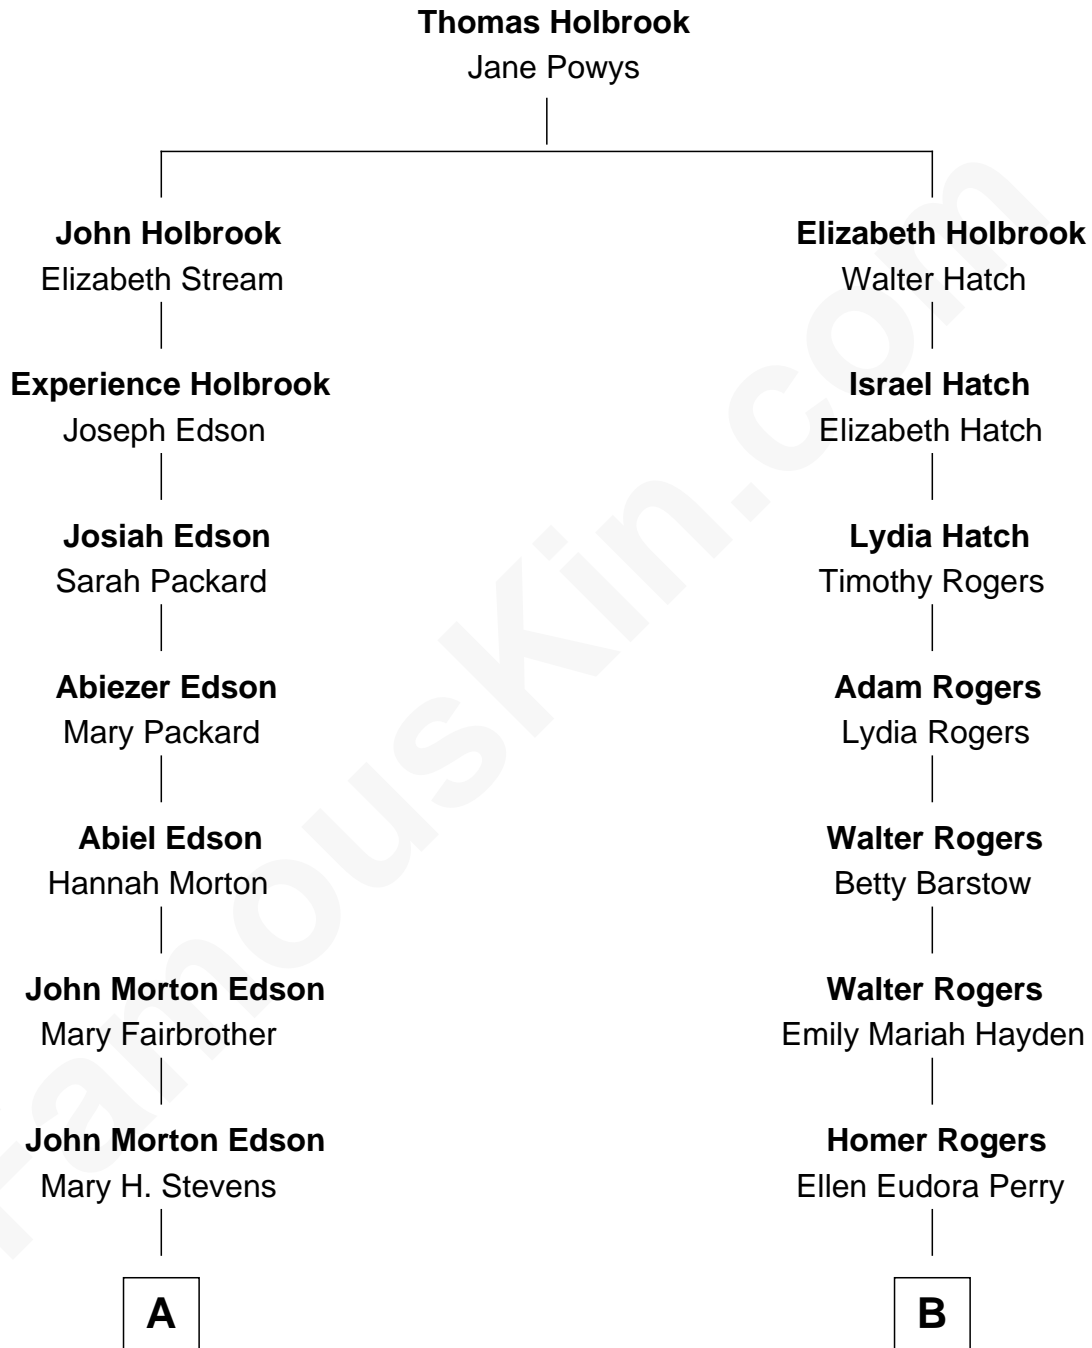 Thomas Holbrook
Jane Powys
John Holbrook
Elizabeth Stream
Elizabeth Holbrook
Walter Hatch
Experience Holbrook
Joseph Edson
Israel Hatch
Elizabeth Hatch
Josiah Edson
Sarah Packard
Lydia Hatch
Timothy Rogers
Abiezer Edson
Mary Packard
Adam Rogers
Lydia Rogers
Abiel Edson
Hannah Morton
Walter Rogers
Betty Barstow
John Morton Edson
Mary Fairbrother
Walter Rogers
Emily Mariah Hayden
John Morton Edson
Mary H. Stevens
Homer Rogers
Ellen Eudora Perry
A
B
FamousKin.com